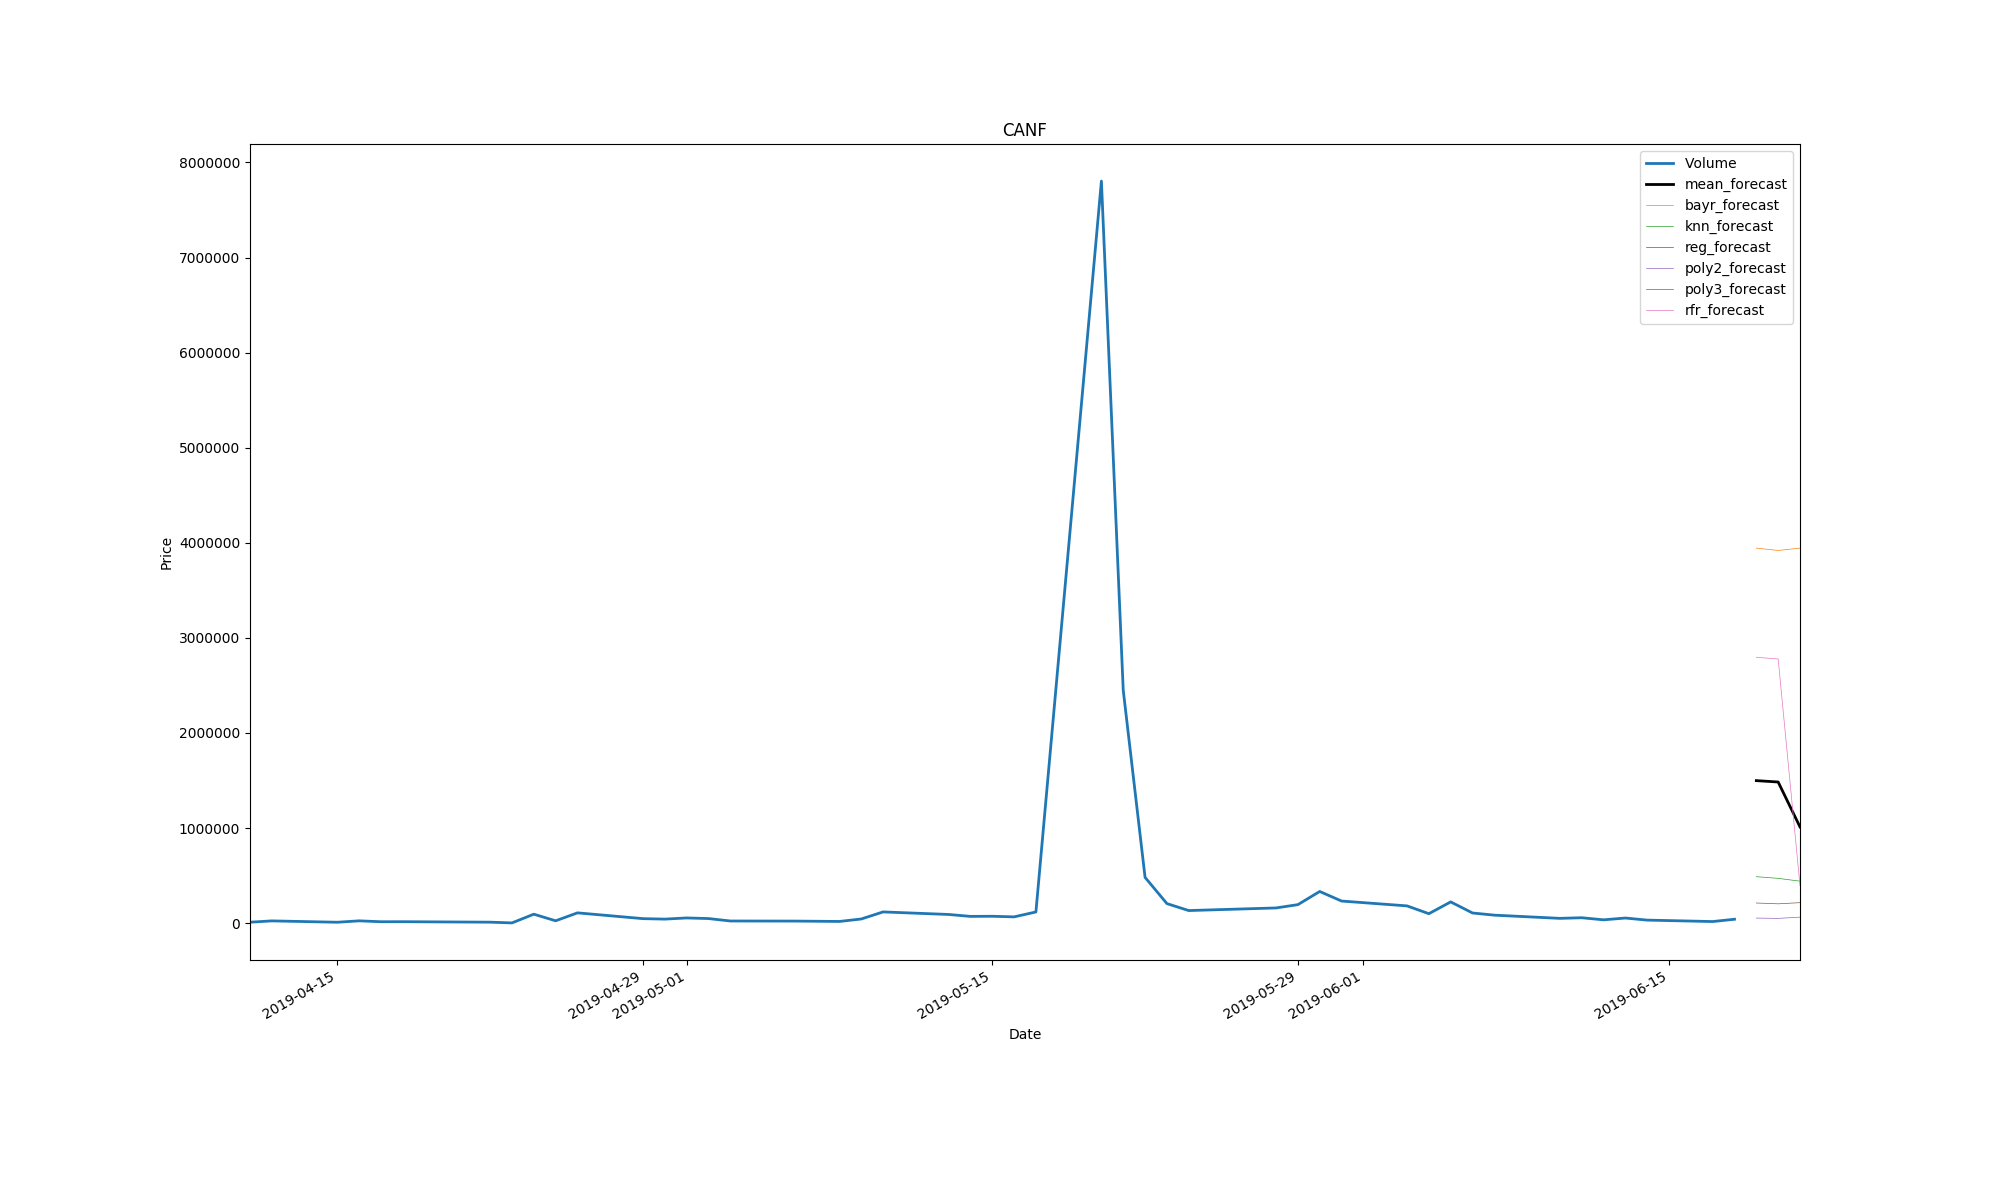 CANF
8000000
7000000
6000000
5000000
4000000
3000000
2000000
1000000
0
Price
Volume
mean_forecast
bayr_forecast
knn_forecast
reg_forecast
poly2_forecast
poly3_forecast
rfr_forecast
2019-04-15
2019-04-29
2019-05-01
2019-05-15
2019-05-29
2019-06-01
2019-06-15
Date